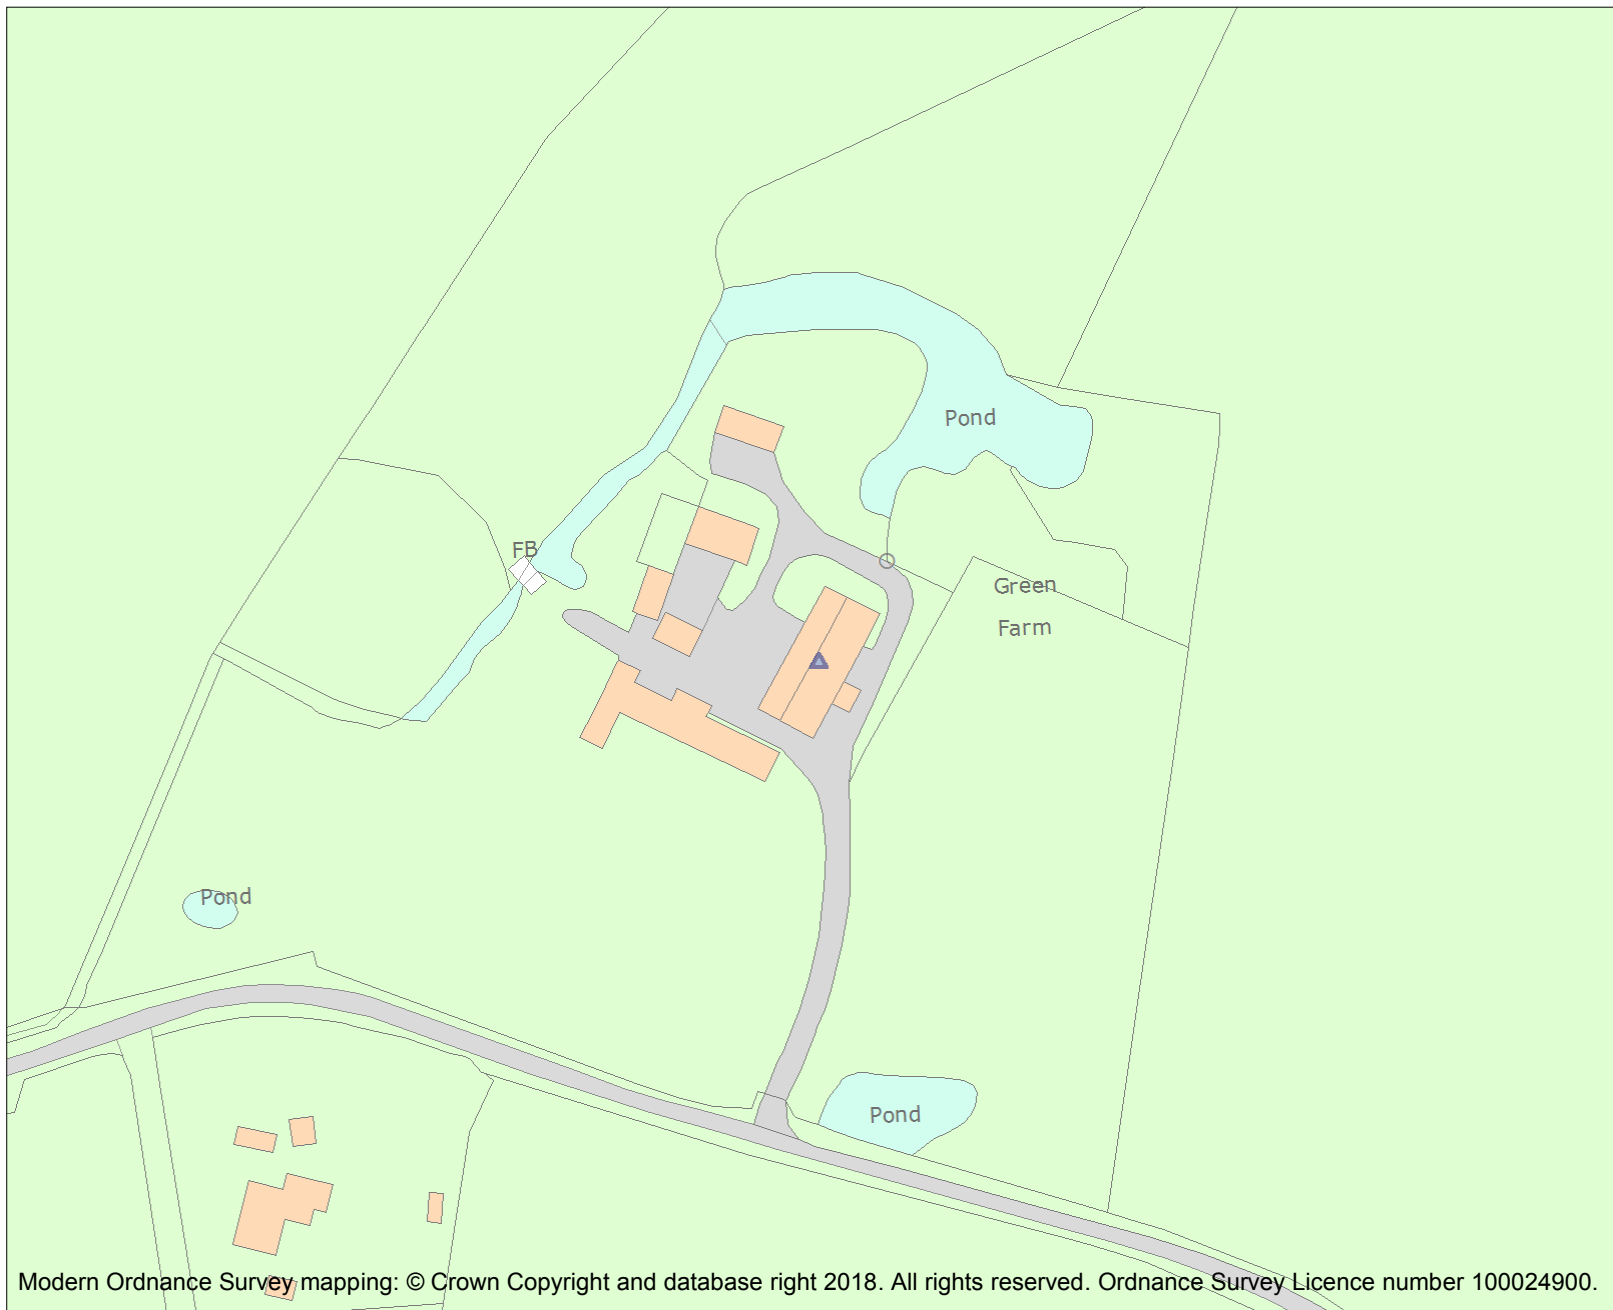 Pond
FB
Green
Farm
Pond
Pond
Modern Ordnance Survey mapping: © Crown Copyright and database right 2018. All rights reserved. Ordnance Survey Licence number 100024900.